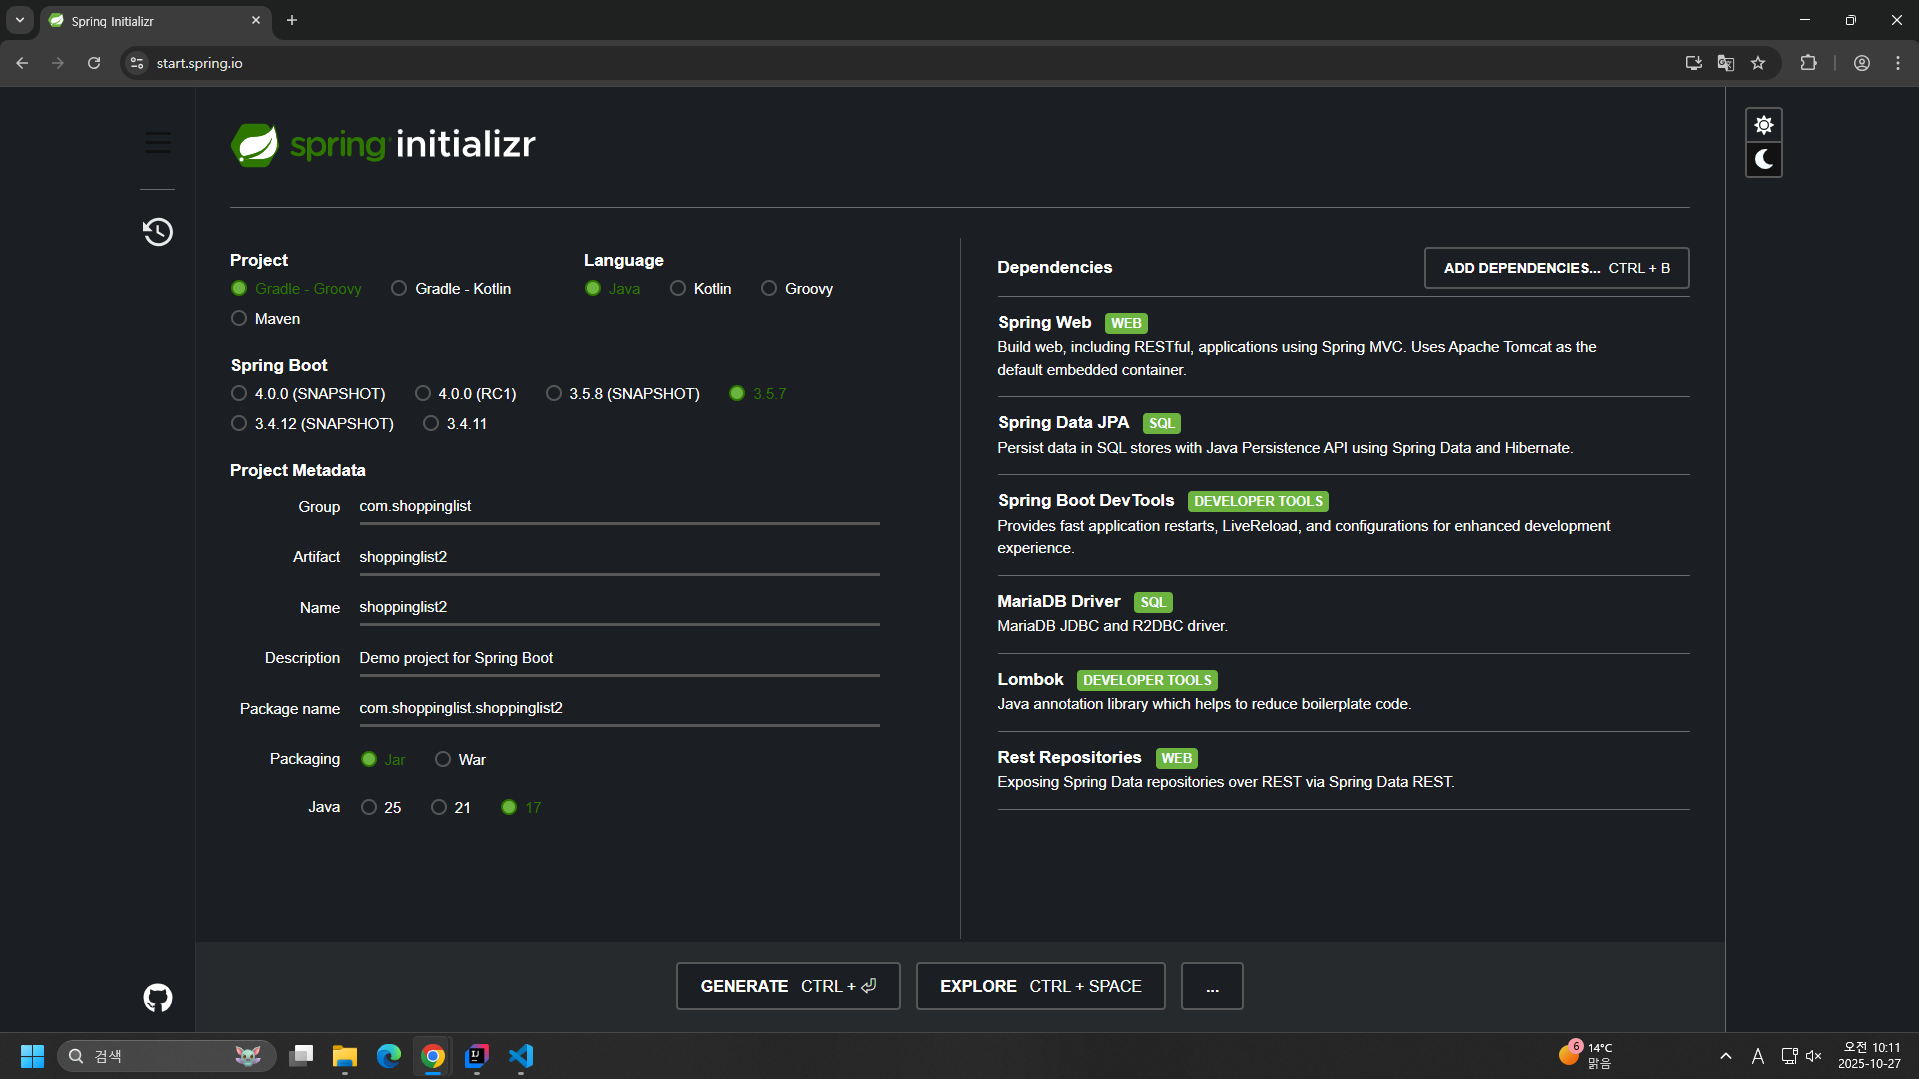 Spring Initializr
start.spring.io
spring initializr
Project
Gradle - Groovy
Gradle - Kotlin
Maven
Language
Java
Kotlin
Groovy
Spring Boot
4.0.0 (SNAPSHOT)
4.0.0 (RC1)
3.5.8 (SNAPSHOT)
3.5.7
3.4.12 (SNAPSHOT)
3.4.11
Project Metadata
Group com.shoppinglist
Artifact shoppinglist2
Name shoppinglist2
Description Demo project for Spring Boot
Package name com.shoppinglist.shoppinglist2
Packaging Jar War
Java 25 21 17
Dependencies
ADD DEPENDENCIES... CTRL + B
Spring Web WEB
Build web, including RESTful, applications using Spring MVC. Uses Apache Tomcat as the
default embedded container.
Spring Data JPA SQL
Persist data in SQL stores with Java Persistence API using Spring Data and Hibernate.
Spring Boot DevTools DEVELOPER TOOLS
Provides fast application restarts, LiveReload, and configurations for enhanced development
experience.
MariaDB Driver SQL
MariaDB JDBC and R2DBC driver.
Lombok DEVELOPER TOOLS
Java annotation library which helps to reduce boilerplate code.
Rest Repositories WEB
Exposing Spring Data repositories over REST via Spring Data REST.
GENERATE CTRL + ⏎
EXPLORE CTRL + SPACE
...
검색
6
14°C
맑음
A
오전 10:11
2025-10-27